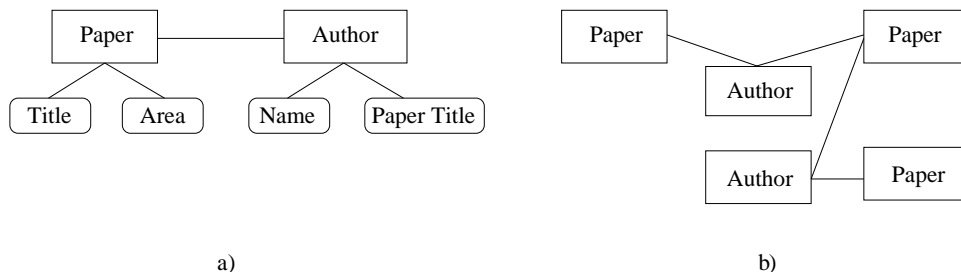 Paper
Author
Title
Area
Name
Paper Title
a)
Paper
Paper
Author
Author
Paper
b)